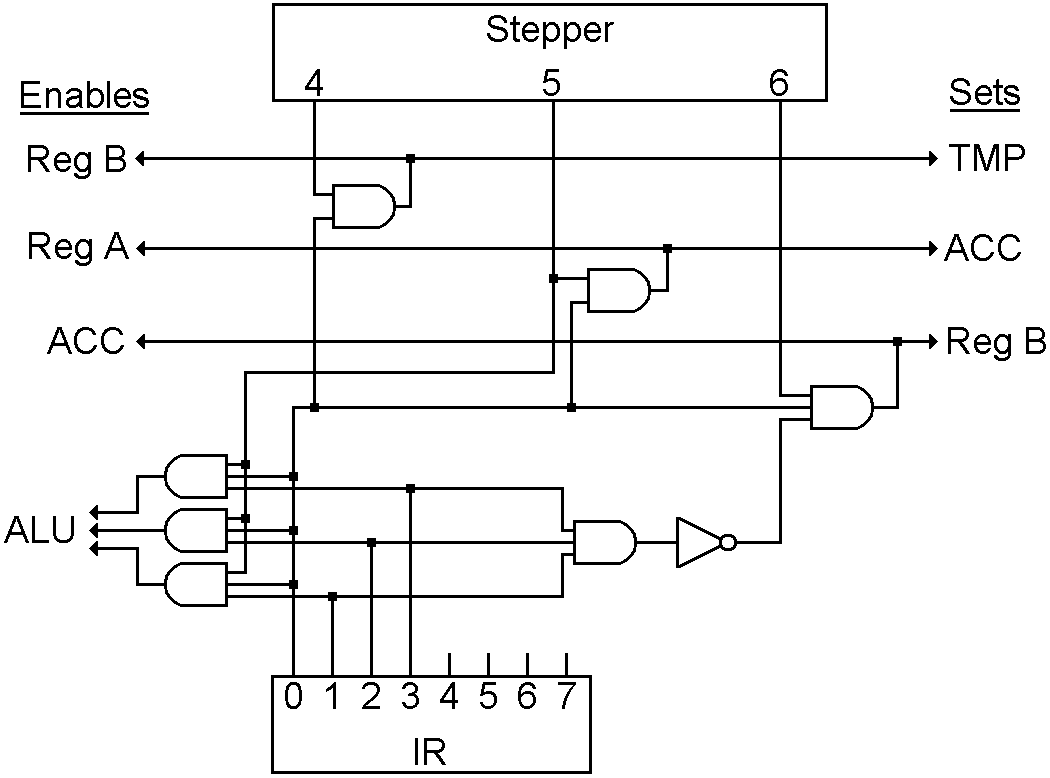 Stepper
4 5 6
Enables Sets
Reg B TMP
Reg A ACC
ACC Reg B
ALU
0 1 2 3 4 5 6 7
IR